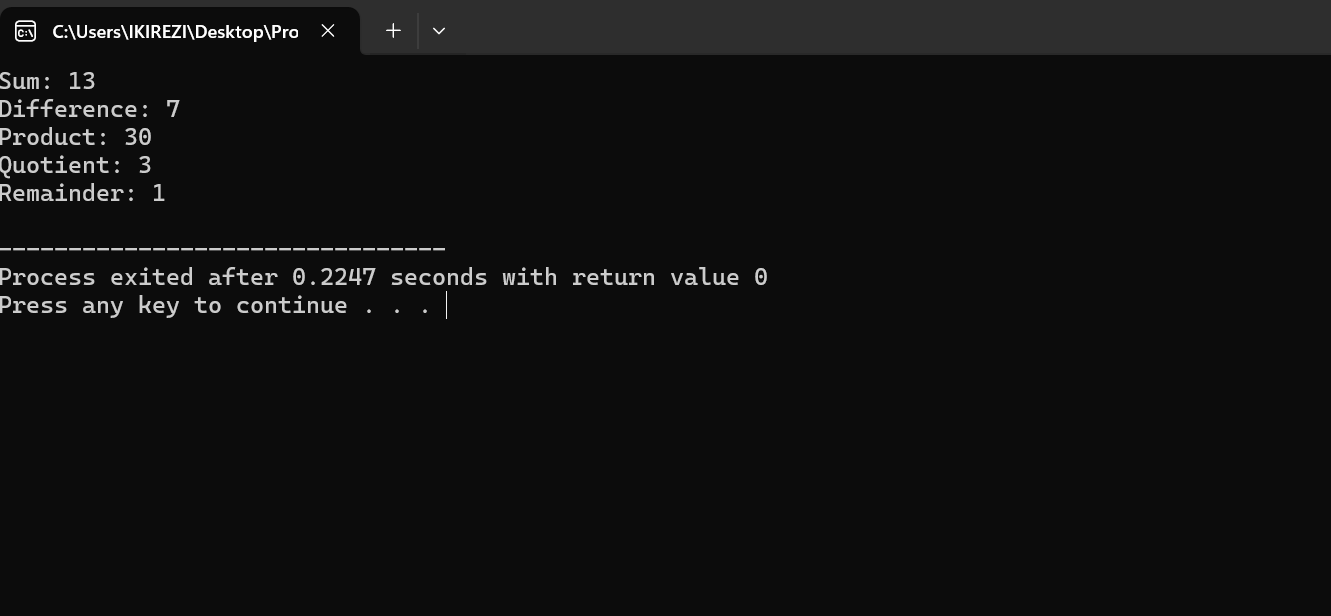 C:\Users\IKIREZI\Desktop\Pro
Sum: 13
Difference: 7
Product: 30
Quotient: 3
Remainder: 1
--------------------------------
Process exited after 0.2247 seconds with return value 0
Press any key to continue . . .